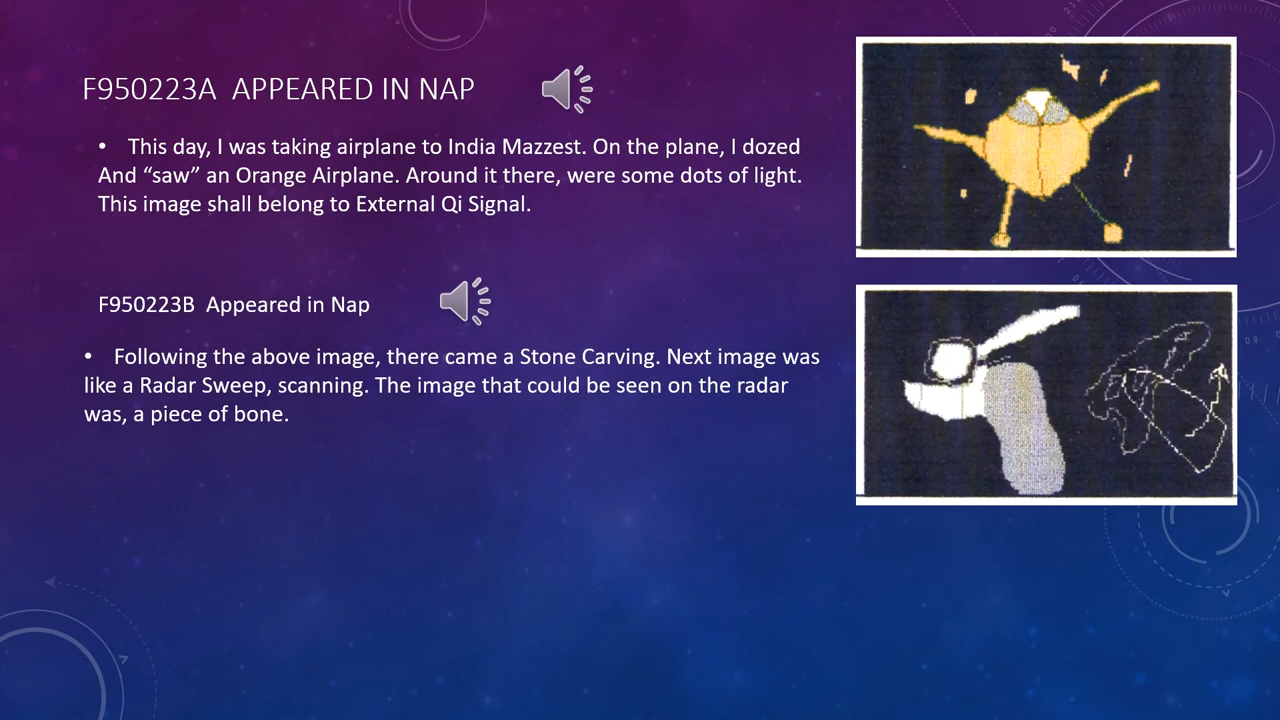 F950223A APPEARED IN NAP
• This day, I was taking airplane to India Mazzest. On the plane, I dozed
And “saw” an Orange Airplane. Around it there, were some dots of light.
This image shall belong to External Qi Signal.
F950223B Appeared in Nap
• Following the above image, there came a Stone Carving. Next image was
like a Radar Sweep, scanning. The image that could be seen on the radar
was, a piece of bone.